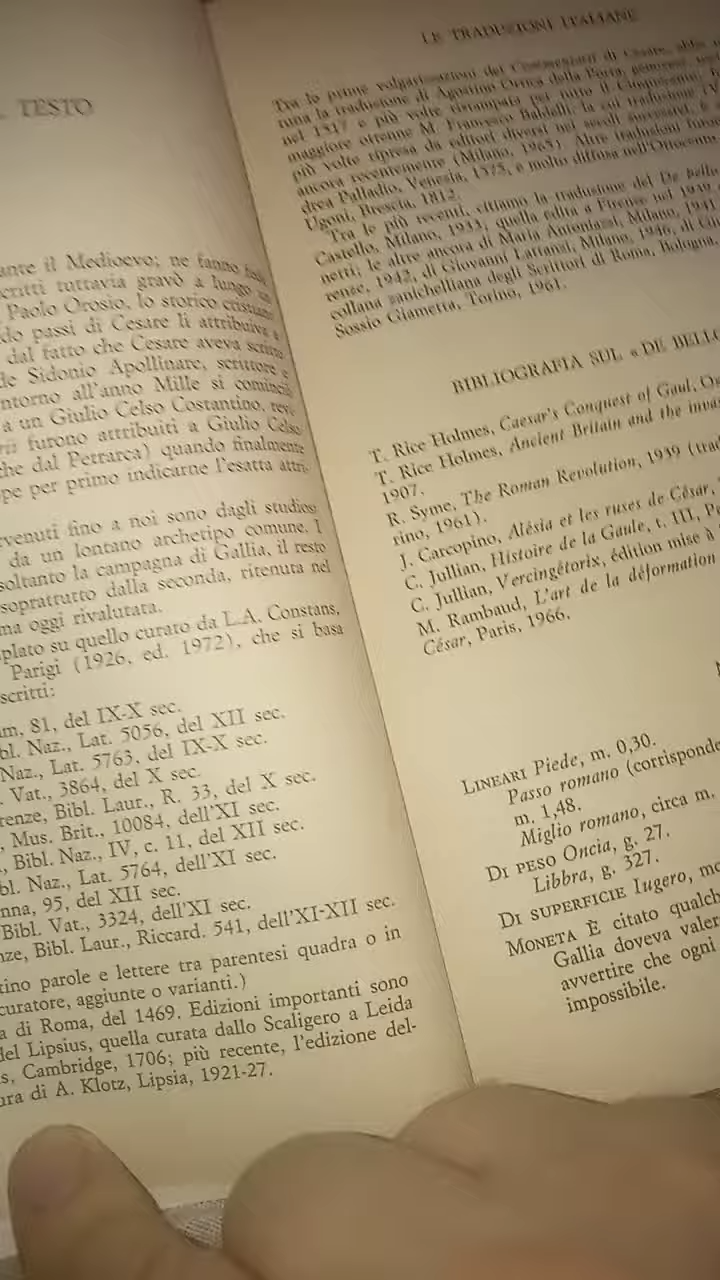 TESTO
ante il Medioevo; ne fanno
critti tuttavia gravò a lungo
Paolo Orosio, lo storico cristiano
do passi di Cesare li attribuiva a
dal fatto che Cesare aveva scritto
de Sidonio Apollinare, scrittore e
ntorno all'anno Mille si cominciò
a un Giulio Celso Costantino,
furono attribuiti a Giulio Celso
che dal Petrarca) quando finalmente
pe per primo indicarne l'esatta attri-
rvenuti fino a noi sono dagli studiosi
da un lontano archetipo comune. I
soltanto la campagna di Gallia, il resto
soprattutto dalla seconda, ritenuta nel
ma oggi rivalutata.
plato su quello curato da L.A. Constans,
Parigi (1926, ed. 1972), che si basa
scritti:
m, 81, del IX-X sec.
bl. Naz., Lat. 5056, del XII sec.
Naz., Lat. 5763, del IX-X sec.
. Vat., 3864, del X sec.
renze, Bibl. Laur., R. 33, del X sec.
, Mus. Brit., 10084, dell'XI sec.
, Bibl. Naz., IV, c. 11, del XII sec.
bl. Naz., Lat. 5764, dell'XI sec.
nna, 95, del XII sec.
Bibl. Vat., 3324, dell'XI sec.
nze, Bibl. Laur., Riccard. 541, dell'XI-XII sec.
tino parole e lettere tra parentesi quadra o in
curatore, aggiunte o varianti.)
a di Roma, del 1469. Edizioni importanti sono
del Lipsius, quella curata dallo Scaligero a Leida
s, Cambridge, 1706; più recente, l'edizione del-
ura di A. Klotz, Lipsia, 1921-27.
LE TRADUZIONI ITALIANE
Tra le prime volgarizzazioni dei Commentarii di Cesare, ebbe
tuna la traduzione di Agostino Ortica della Porta, genovese,
nel 1517 e più volte ristampata per tutto il Cinquecento;
maggiore ottenne M. Francesco Baldelli, la cui traduzione
più volte ripresa da editori diversi nei secoli successivi, è
ancora recentemente (Milano, 1965). Altre traduzioni furono
drea Palladio, Venezia, 1575, e molto diffusa nell'Ottocento,
Ugoni, Brescia, 1812.
Tra le più recenti, citiamo la traduzione del De bello
Castello, Milano, 1933; quella edita a Firenze nel 1939
netti; le altre ancora di Maria Antoniazzi, Milano, 1941
renze, 1942, di Giovanni Lattanzi, Milano, 1946, di
collana zanichelliana degli Scrittori di Roma, Bologna,
Sossio Giametta, Torino, 1961.
BIBLIOGRAFIA SUL « DE BELLO
T. Rice Holmes, Caesar's Conquest of Gaul,
T. Rice Holmes, Ancient Britain and the
1907.
R. Syme, The Roman Revolution, 1939 (trad
rino, 1961).
J. Carcopino, Alésia et les ruses de César,
C. Jullian, Histoire de la Gaule, t. III,
C. Jullian, Vercingétorix, édition mise à
M. Rambaud, L'art de la déformation
César, Paris, 1966.
LINEARI Piede, m. 0,30.
Passo romano (corrisponde
m. 1,48.
Miglio romano, circa m.
DI PESO Oncia, g. 27.
Libbra, g. 327.
DI SUPERFICIE Iugero,
MONETA È citato qualch
Gallia doveva valer
avvertire che ogni
impossibile.